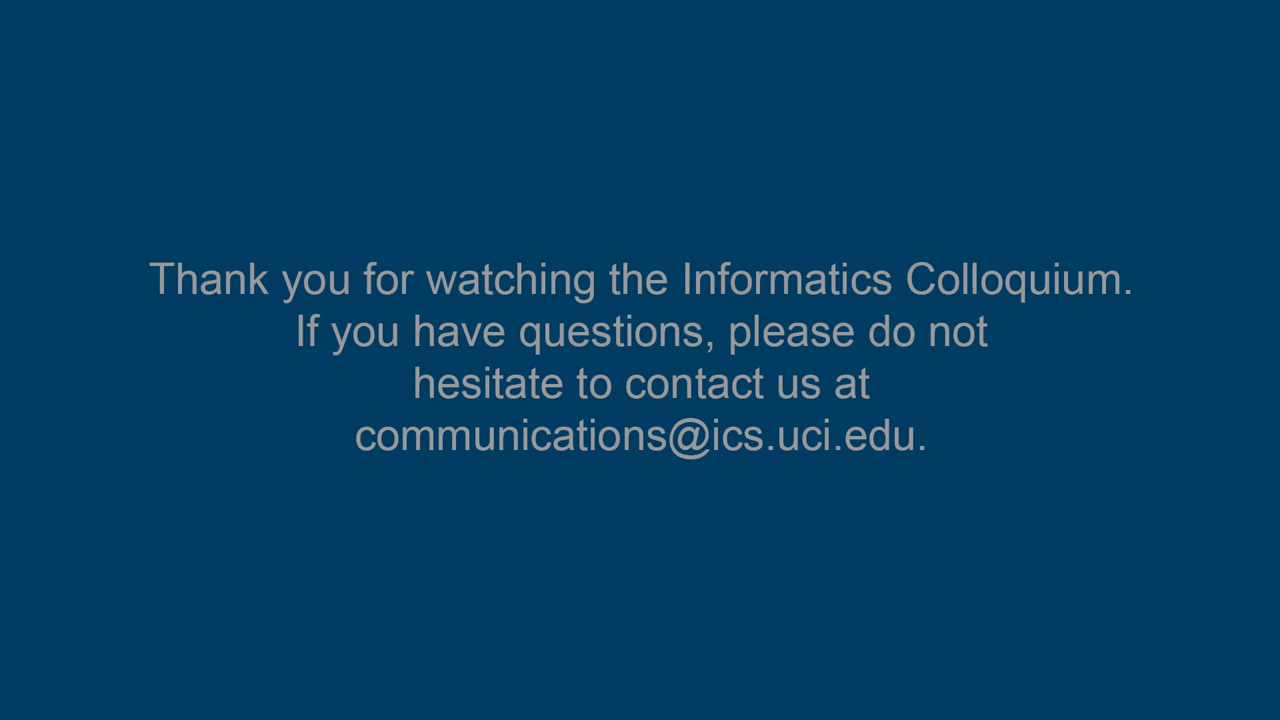 Thank you for watching the Informatics Colloquium.
If you have questions, please do not
hesitate to contact us at
communications@ics.uci.edu.